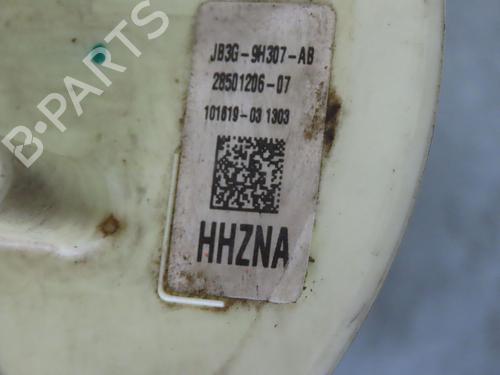 JB3G-9H307-AB
28501206-07
101819-03 1303
HHZNA
B-PARTS